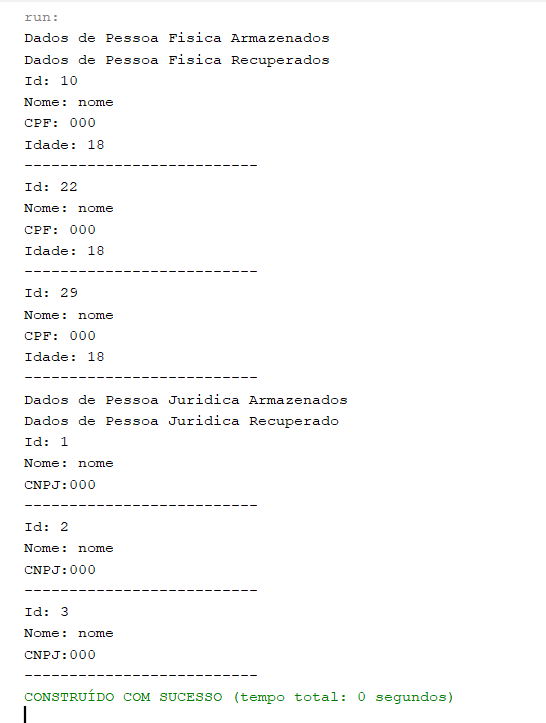 run:
Dados de Pessoa Fisica Armazenados
Dados de Pessoa Fisica Recuperados
Id: 10
Nome: nome
CPF: 000
Idade: 18
--------------------------
Id: 22
Nome: nome
CPF: 000
Idade: 18
--------------------------
Id: 29
Nome: nome
CPF: 000
Idade: 18
--------------------------
Dados de Pessoa Juridica Armazenados
Dados de Pessoa Juridica Recuperado
Id: 1
Nome: nome
CNPJ:000
--------------------------
Id: 2
Nome: nome
CNPJ:000
--------------------------
Id: 3
Nome: nome
CNPJ:000
--------------------------
CONSTRUÍDO COM SUCESSO (tempo total: 0 segundos)